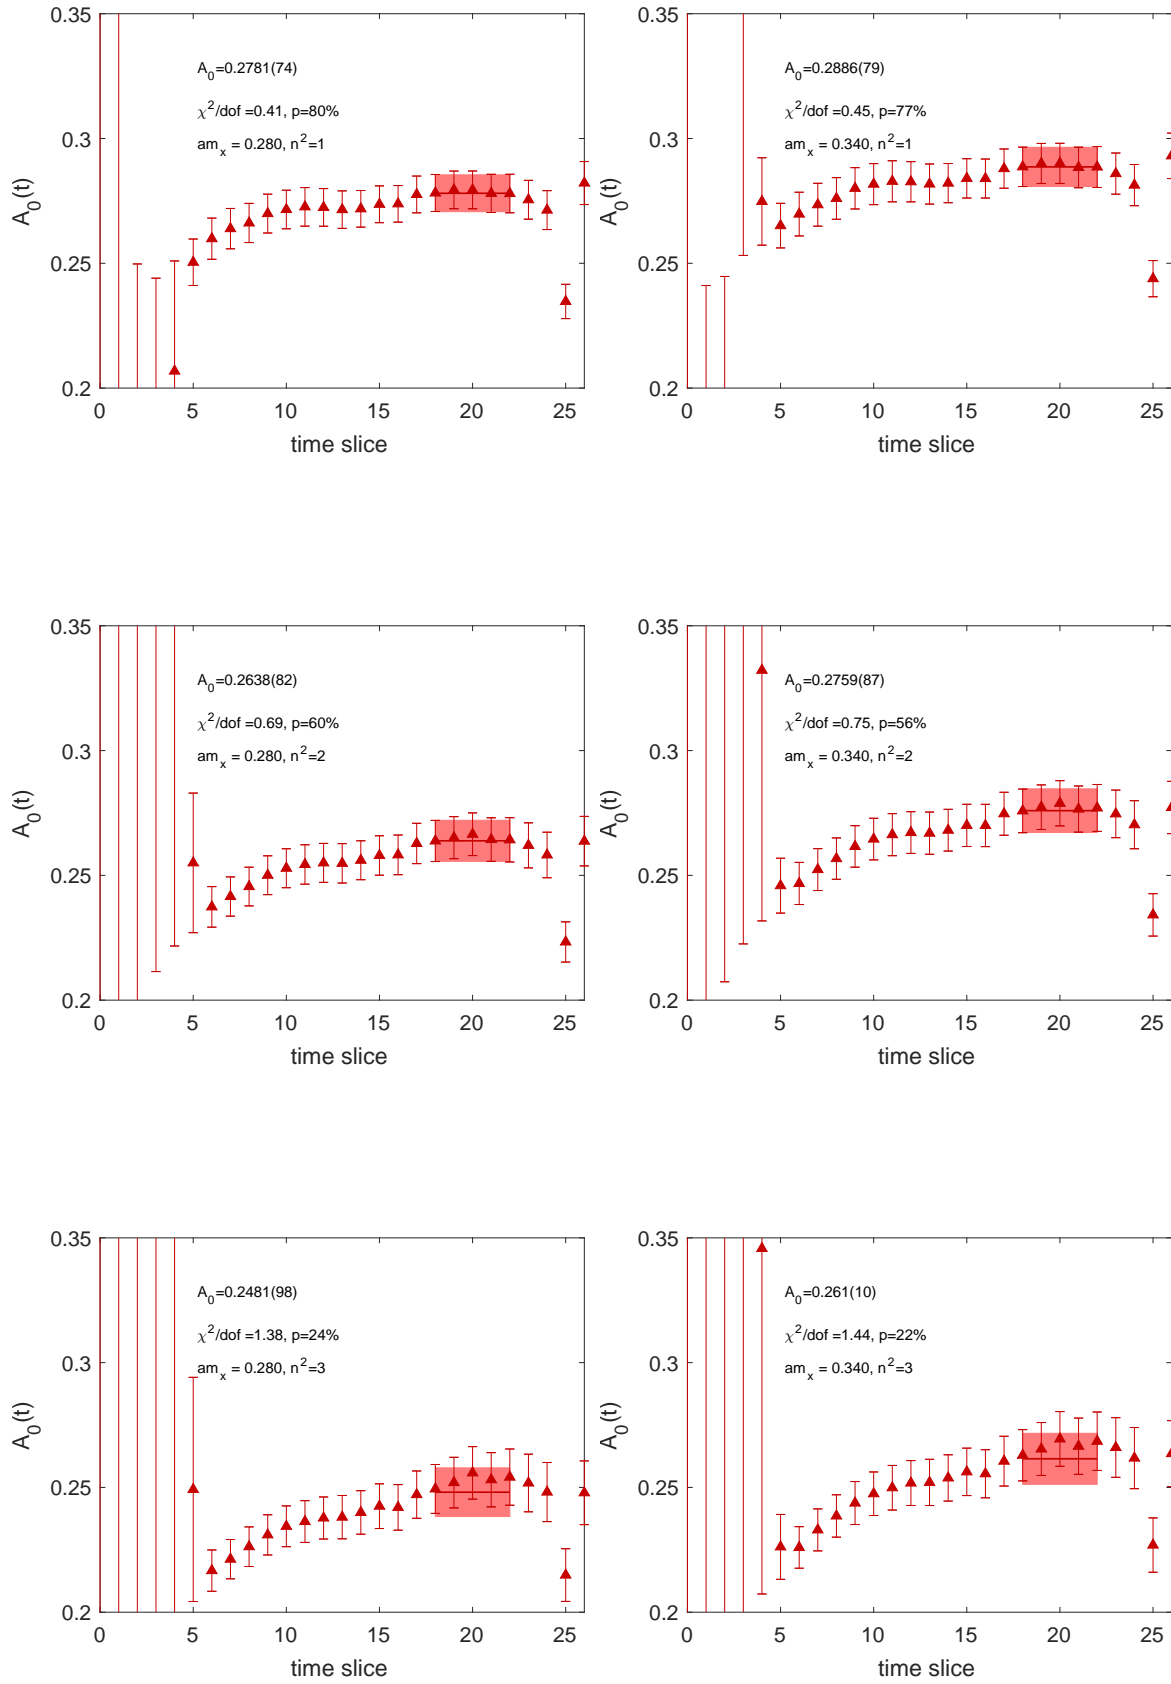 0.35
0.3
0.25
0.2
A₀(t)
A₀=0.2781(74)
χ²/dof =0.41, p=80%
amₓ = 0.280, n²=1
0 5 10 15 20 25
time slice
0.35
0.3
0.25
0.2
A₀(t)
A₀=0.2886(79)
χ²/dof =0.45, p=77%
amₓ = 0.340, n²=1
0 5 10 15 20 25
time slice
0.35
0.3
0.25
0.2
A₀(t)
A₀=0.2638(82)
χ²/dof =0.69, p=60%
amₓ = 0.280, n²=2
0 5 10 15 20 25
time slice
0.35
0.3
0.25
0.2
A₀(t)
A₀=0.2759(87)
χ²/dof =0.75, p=56%
amₓ = 0.340, n²=2
0 5 10 15 20 25
time slice
0.35
0.3
0.25
0.2
A₀(t)
A₀=0.2481(98)
χ²/dof =1.38, p=24%
amₓ = 0.280, n²=3
0 5 10 15 20 25
time slice
0.35
0.3
0.25
0.2
A₀(t)
A₀=0.261(10)
χ²/dof =1.44, p=22%
amₓ = 0.340, n²=3
0 5 10 15 20 25
time slice